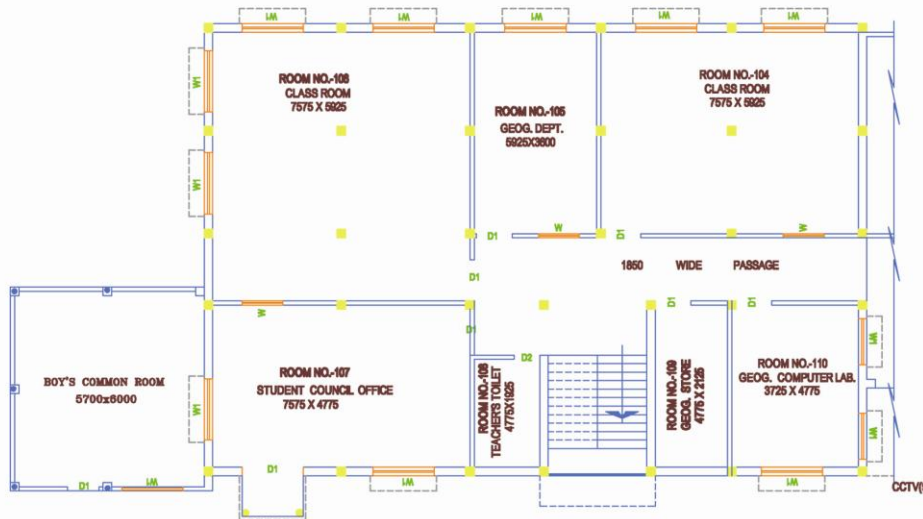 W1
W1
W1
W1
W1
W1
ROOM NO.-106
CLASS ROOM
7575 X 5925
ROOM NO.-105
GEOG. DEPT.
5925X3600
ROOM NO.-104
CLASS ROOM
7575 X 5925
W1
D1
W
D1
W
D1
1850 WIDE PASSAGE
W
D1
D1
D1
D2
BOY'S COMMON ROOM
5700x6000
ROOM NO.-107
STUDENT COUNCIL OFFICE
7575 X 4775
ROOM NO.-108
TEACHER'S TOILET
4775X1925
ROOM NO.-109
GEOG. STORE
4775 X 2125
ROOM NO.-110
GEOG. COMPUTER LAB.
3725 X 4775
W1
W1
W1
D1
W1
D1
W1
W1
CCTV(